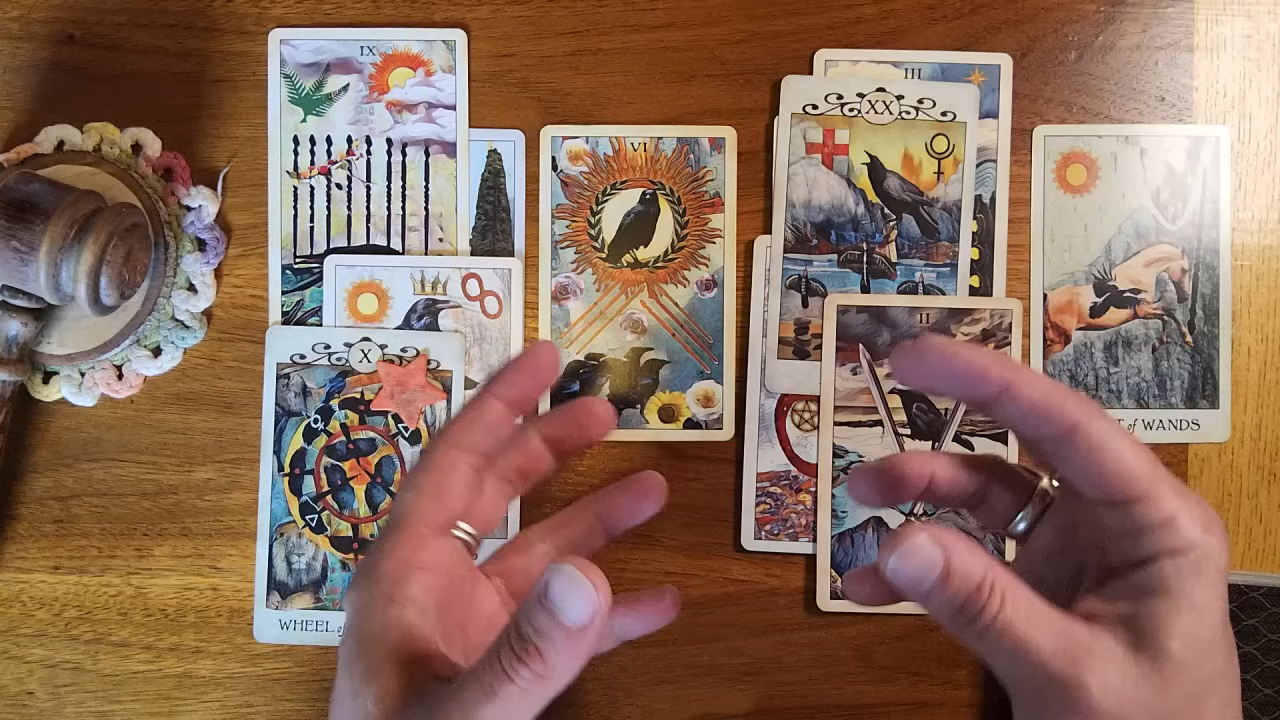 IX
VI
III
XX
II
X
WHEEL of
of WANDS